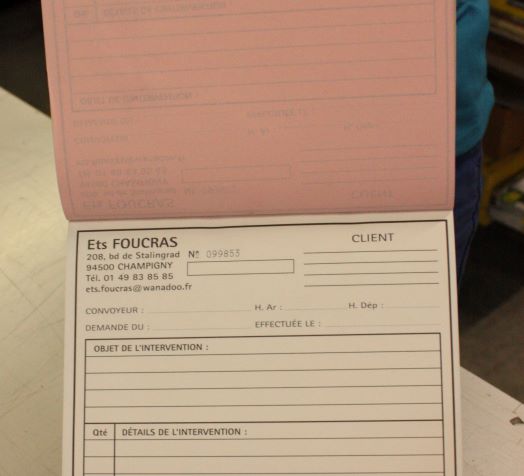 Ets FOUCRAS
208, bd de Stalingrad
94500 CHAMPIGNY
Tél. 01 49 83 85 85
ets.foucras@wanadoo.fr
Nº 099853
CLIENT
CONVOYEUR : H. Ar : H. Dép :
DEMANDE DU : EFFECTUÉE LE :
OBJET DE L'INTERVENTION :
Qté DÉTAILS DE L'INTERVENTION :